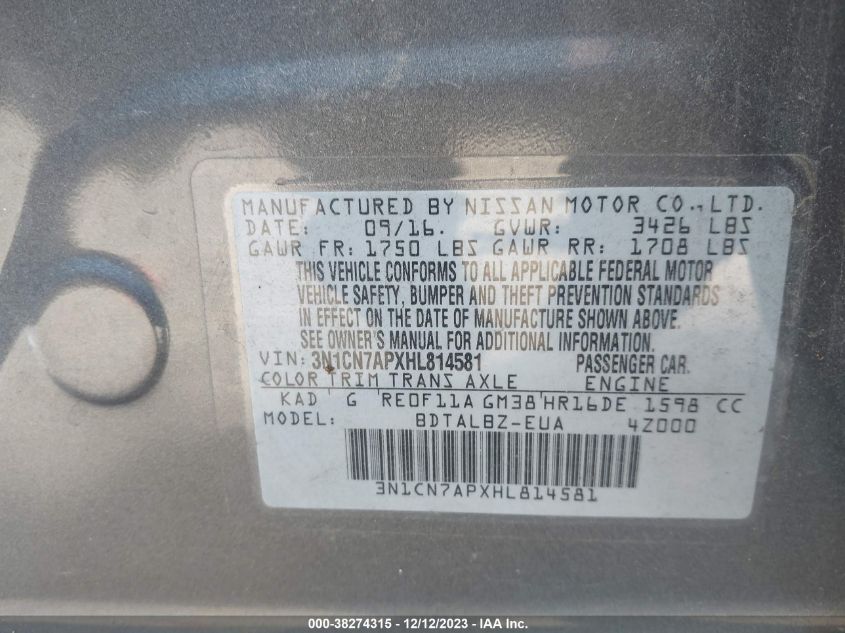 MANUFACTURED BY NISSAN MOTOR CO., LTD.
DATE: 09/16. GVWR: 3426 LBS
GAWR FR: 1750 LBS GAWR RR: 1708 LBS
THIS VEHICLE CONFORMS TO ALL APPLICABLE FEDERAL MOTOR
VEHICLE SAFETY, BUMPER AND THEFT PREVENTION STANDARDS
IN EFFECT ON THE DATE OF MANUFACTURE SHOWN ABOVE.
SEE OWNER'S MANUAL FOR ADDITIONAL INFORMATION.
VIN: 3N1CN7APXHL814581 PASSENGER CAR.
COLOR TRIM TRANS AXLE ENGINE
KAD G RE0F11A GM38 HR16DE 1598 CC
MODEL: BDTALBZ-EUA 4Z000
3N1CN7APXHL814581
000-38274315 - 12/12/2023 - IAA Inc.